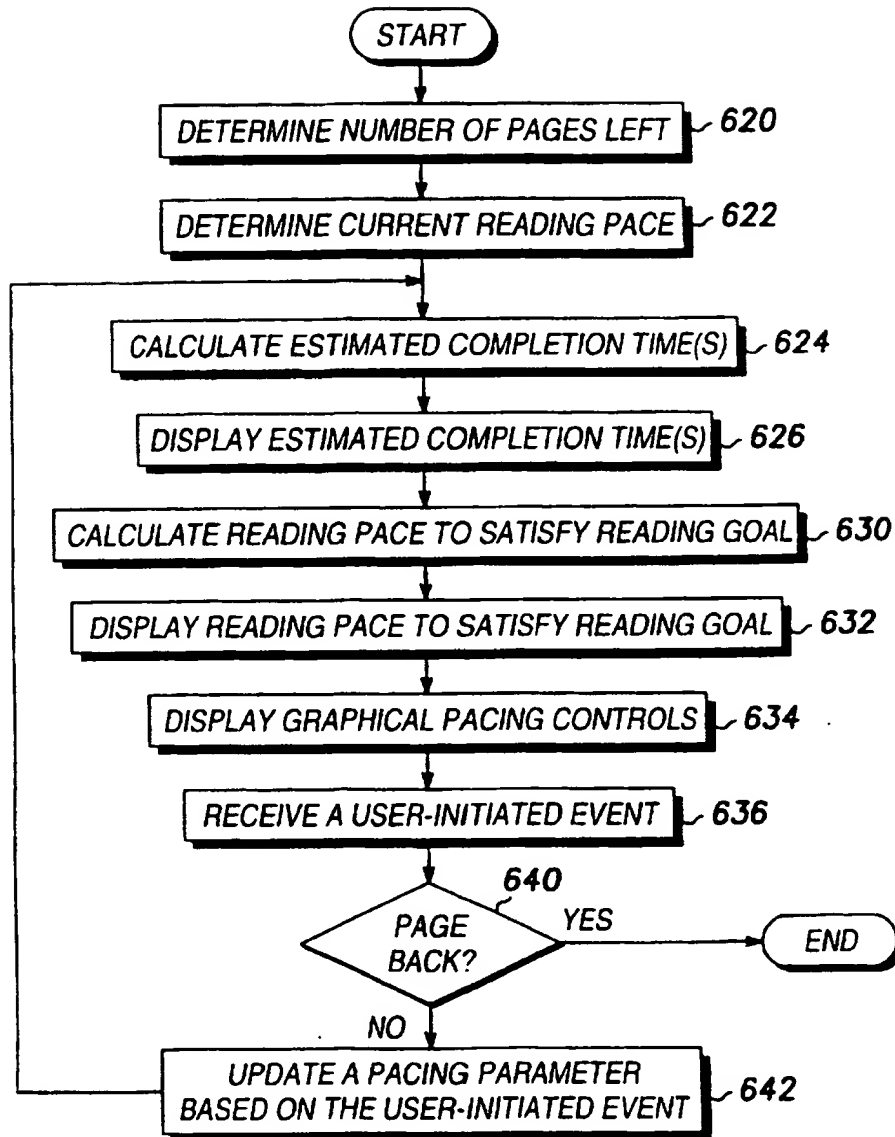 START
DETERMINE NUMBER OF PAGES LEFT 620
DETERMINE CURRENT READING PACE 622
CALCULATE ESTIMATED COMPLETION TIME(S) 624
DISPLAY ESTIMATED COMPLETION TIME(S) 626
CALCULATE READING PACE TO SATISFY READING GOAL 630
DISPLAY READING PACE TO SATISFY READING GOAL 632
DISPLAY GRAPHICAL PACING CONTROLS 634
RECEIVE A USER-INITIATED EVENT 636
640
PAGE
BACK?
YES
END
NO
UPDATE A PACING PARAMETER
BASED ON THE USER-INITIATED EVENT 642